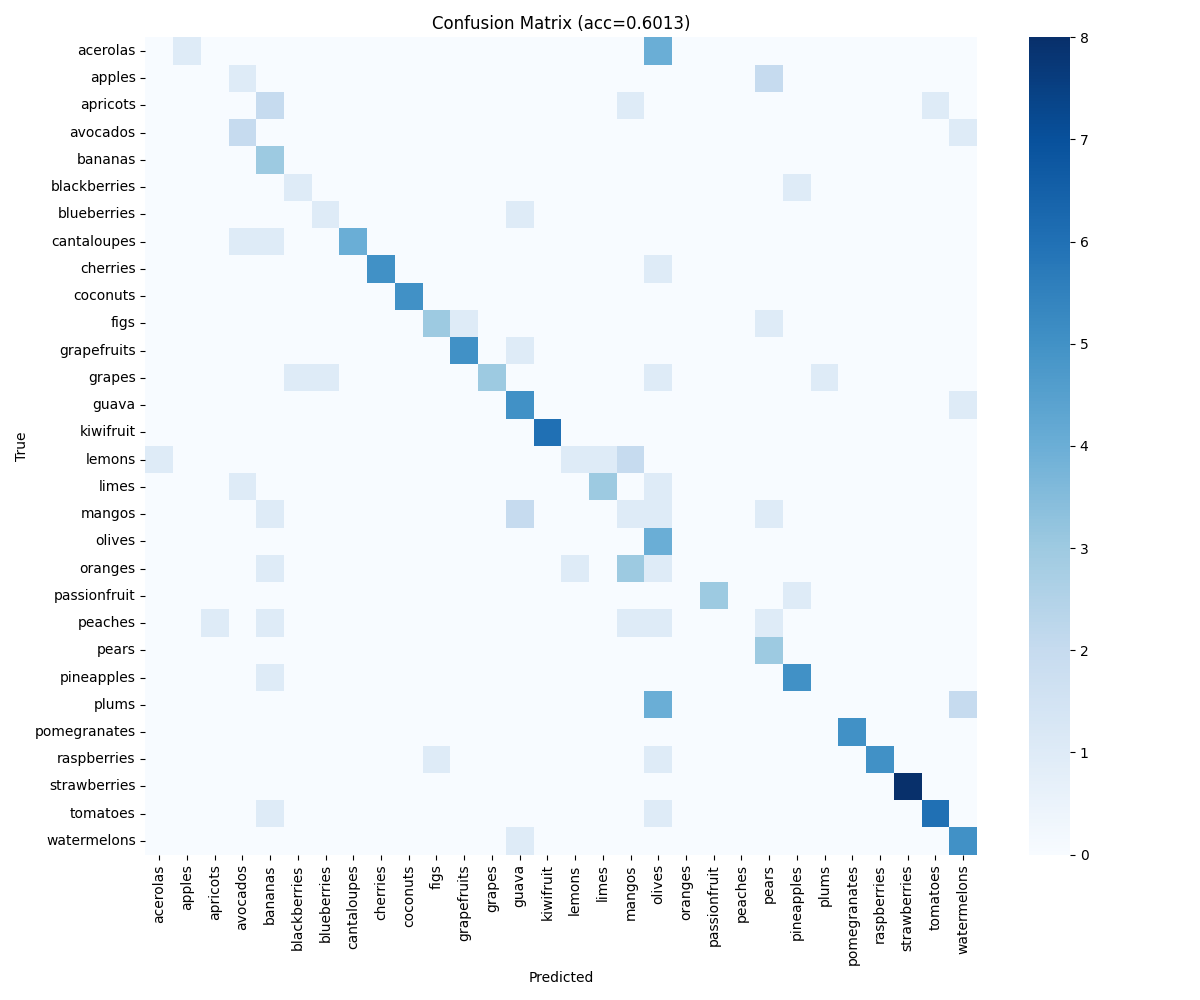 Confusion Matrix (acc=0.6013)
True
acerolas
apples
apricots
avocados
bananas
blackberries
blueberries
cantaloupes
cherries
coconuts
figs
grapefruits
grapes
guava
kiwifruit
lemons
limes
mangos
olives
oranges
passionfruit
peaches
pears
pineapples
plums
pomegranates
raspberries
strawberries
tomatoes
watermelons
acerolas
apples
apricots
avocados
bananas
blackberries
blueberries
cantaloupes
cherries
coconuts
figs
grapefruits
grapes
guava
kiwifruit
lemons
limes
mangos
olives
oranges
passionfruit
peaches
pears
pineapples
plums
pomegranates
raspberries
strawberries
tomatoes
watermelons
Predicted
8
7
6
5
4
3
2
1
0